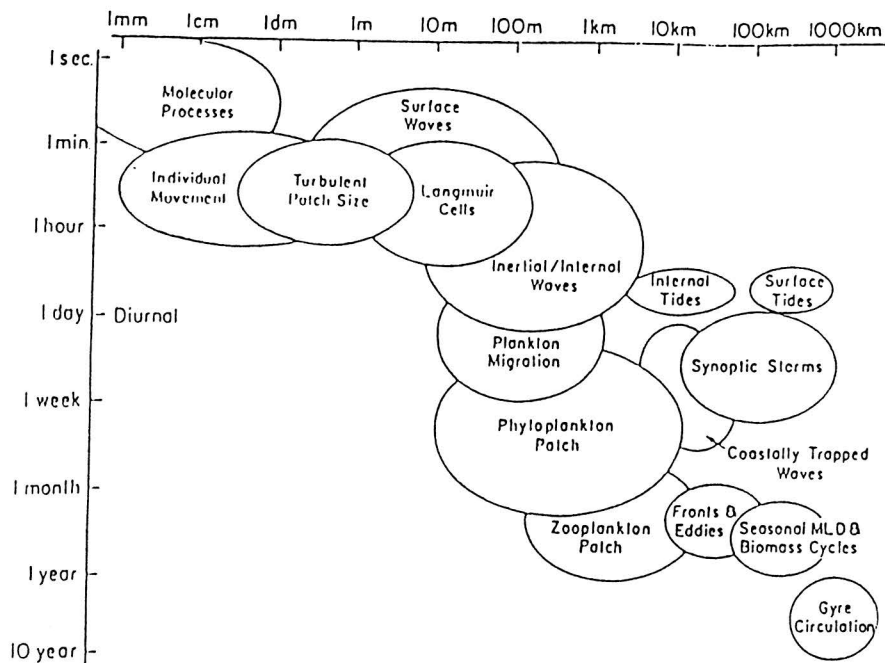 1mm 1cm 1dm 1m 10m 100m 1km 10km 100km 1000km
1 sec.
Molecular
Processes
Surface
Waves
1 min.
Individual
Movement
Turbulent
Patch Size
Langmuir
Cells
1 hour
Inertial/Internal
Waves
Internal
Tides
Surface
Tides
1 day
Diurnal
Plankton
Migration
Synoptic Storms
1 week
Phytoplankton
Patch
Coastally Trapped
Waves
1 month
Zooplankton
Patch
Fronts &
Eddies
Seasonal MLD &
Biomass Cycles
1 year
Gyre
Circulation
10 year